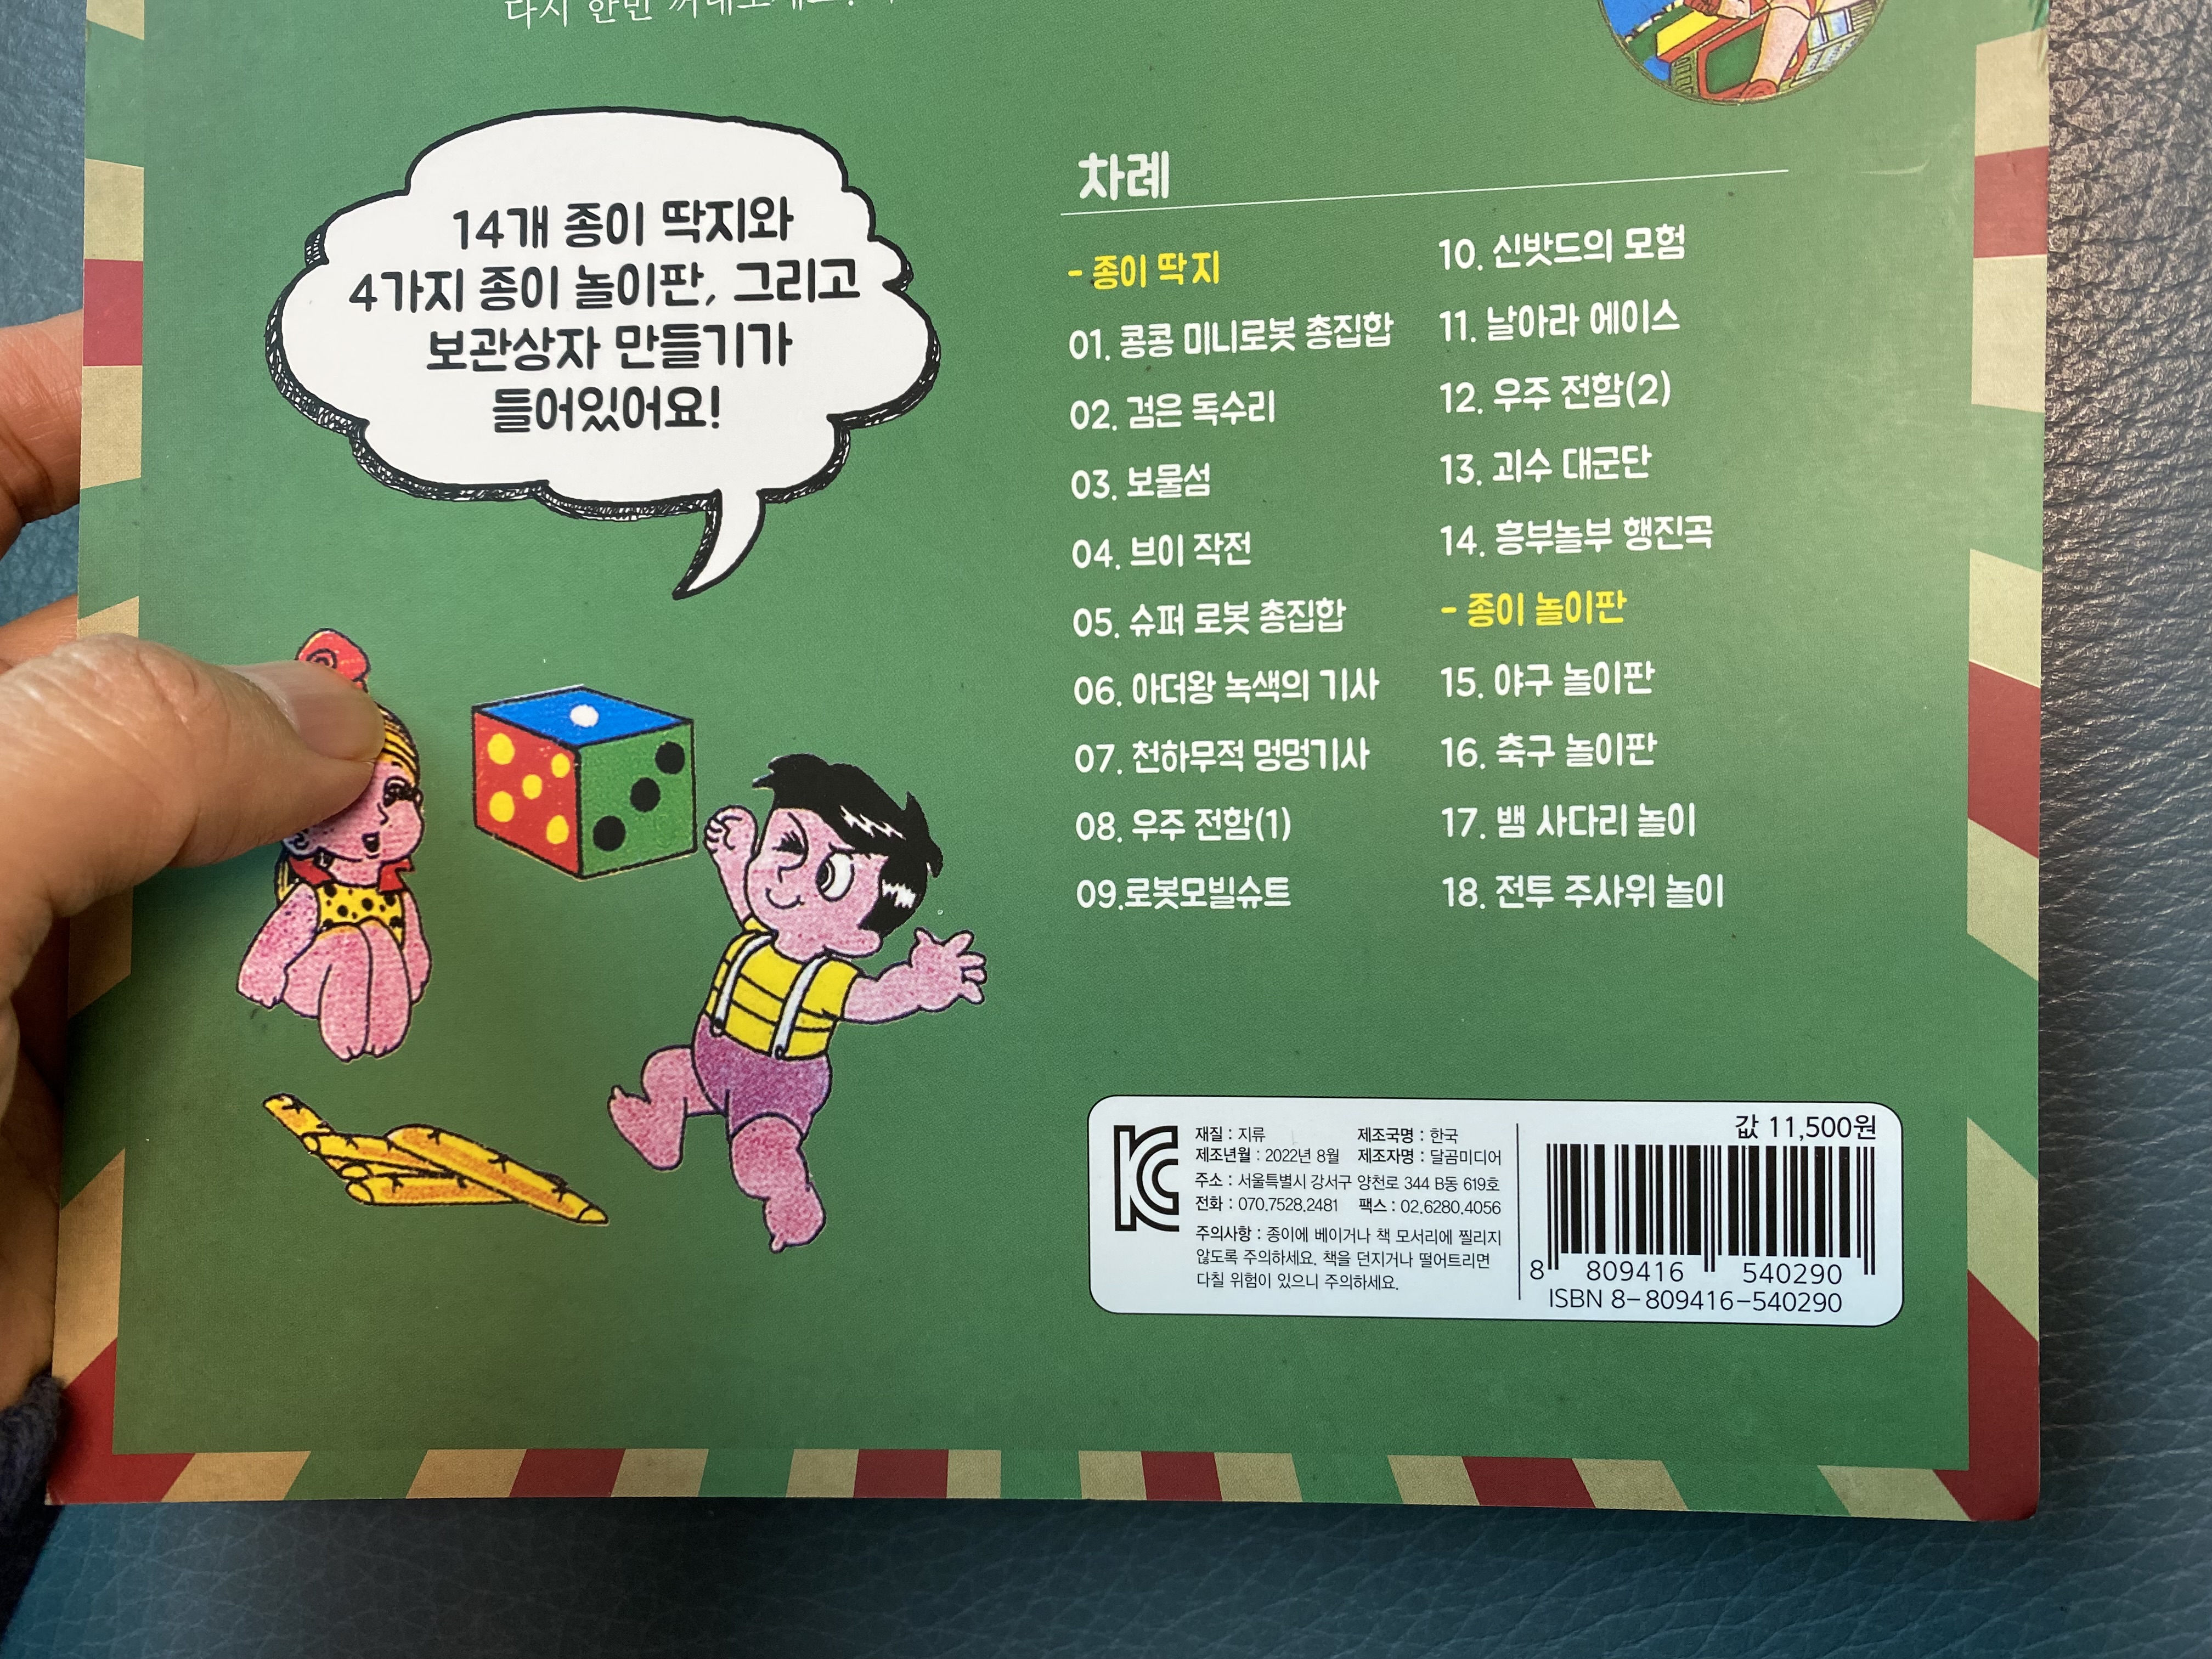 다시 한번
14개 종이 딱지와
4가지 종이 놀이판, 그리고
보관상자 만들기가
들어있어요!
차례
- 종이 딱지
01. 콩콩 미니로봇 총집합
02. 검은 독수리
03. 보물섬
04. 브이 작전
05. 슈퍼 로봇 총집합
06. 아더왕 녹색의 기사
07. 천하무적 멍멍기사
08. 우주 전함(1)
09.로봇모빌슈트
10. 신밧드의 모험
11. 날아라 에이스
12. 우주 전함(2)
13. 괴수 대군단
14. 흥부놀부 행진곡
- 종이 놀이판
15. 야구 놀이판
16. 축구 놀이판
17. 뱀 사다리 놀이
18. 전투 주사위 놀이
재질 : 지류 제조국명 : 한국
제조년월 : 2022년 8월 제조자명 : 달곰미디어
주소 : 서울특별시 강서구 양천로 344 B동 619호
전화 : 070.7528.2481 팩스 : 02.6280.4056
주의사항 : 종이에 베이거나 책 모서리에 찔리지
않도록 주의하세요. 책을 던지거나 떨어트리면
다칠 위험이 있으니 주의하세요.
값 11,500원
8 809416 540290
ISBN 8-809416-540290